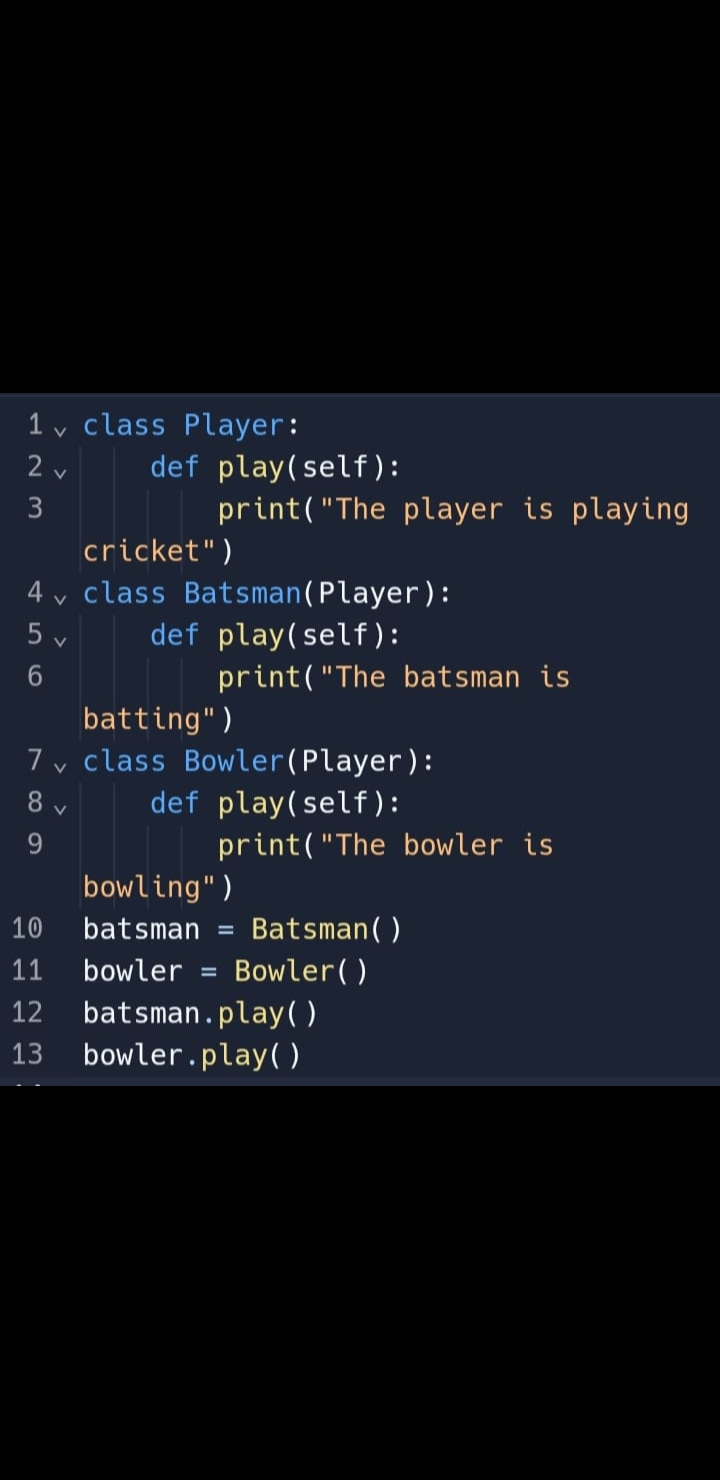 1 class Player:
2 def play(self):
3 print("The player is playing
cricket")
4 class Batsman(Player):
5 def play(self):
6 print("The batsman is
batting")
7 class Bowler(Player):
8 def play(self):
9 print("The bowler is
bowling")
10 batsman = Batsman()
11 bowler = Bowler()
12 batsman.play()
13 bowler.play()